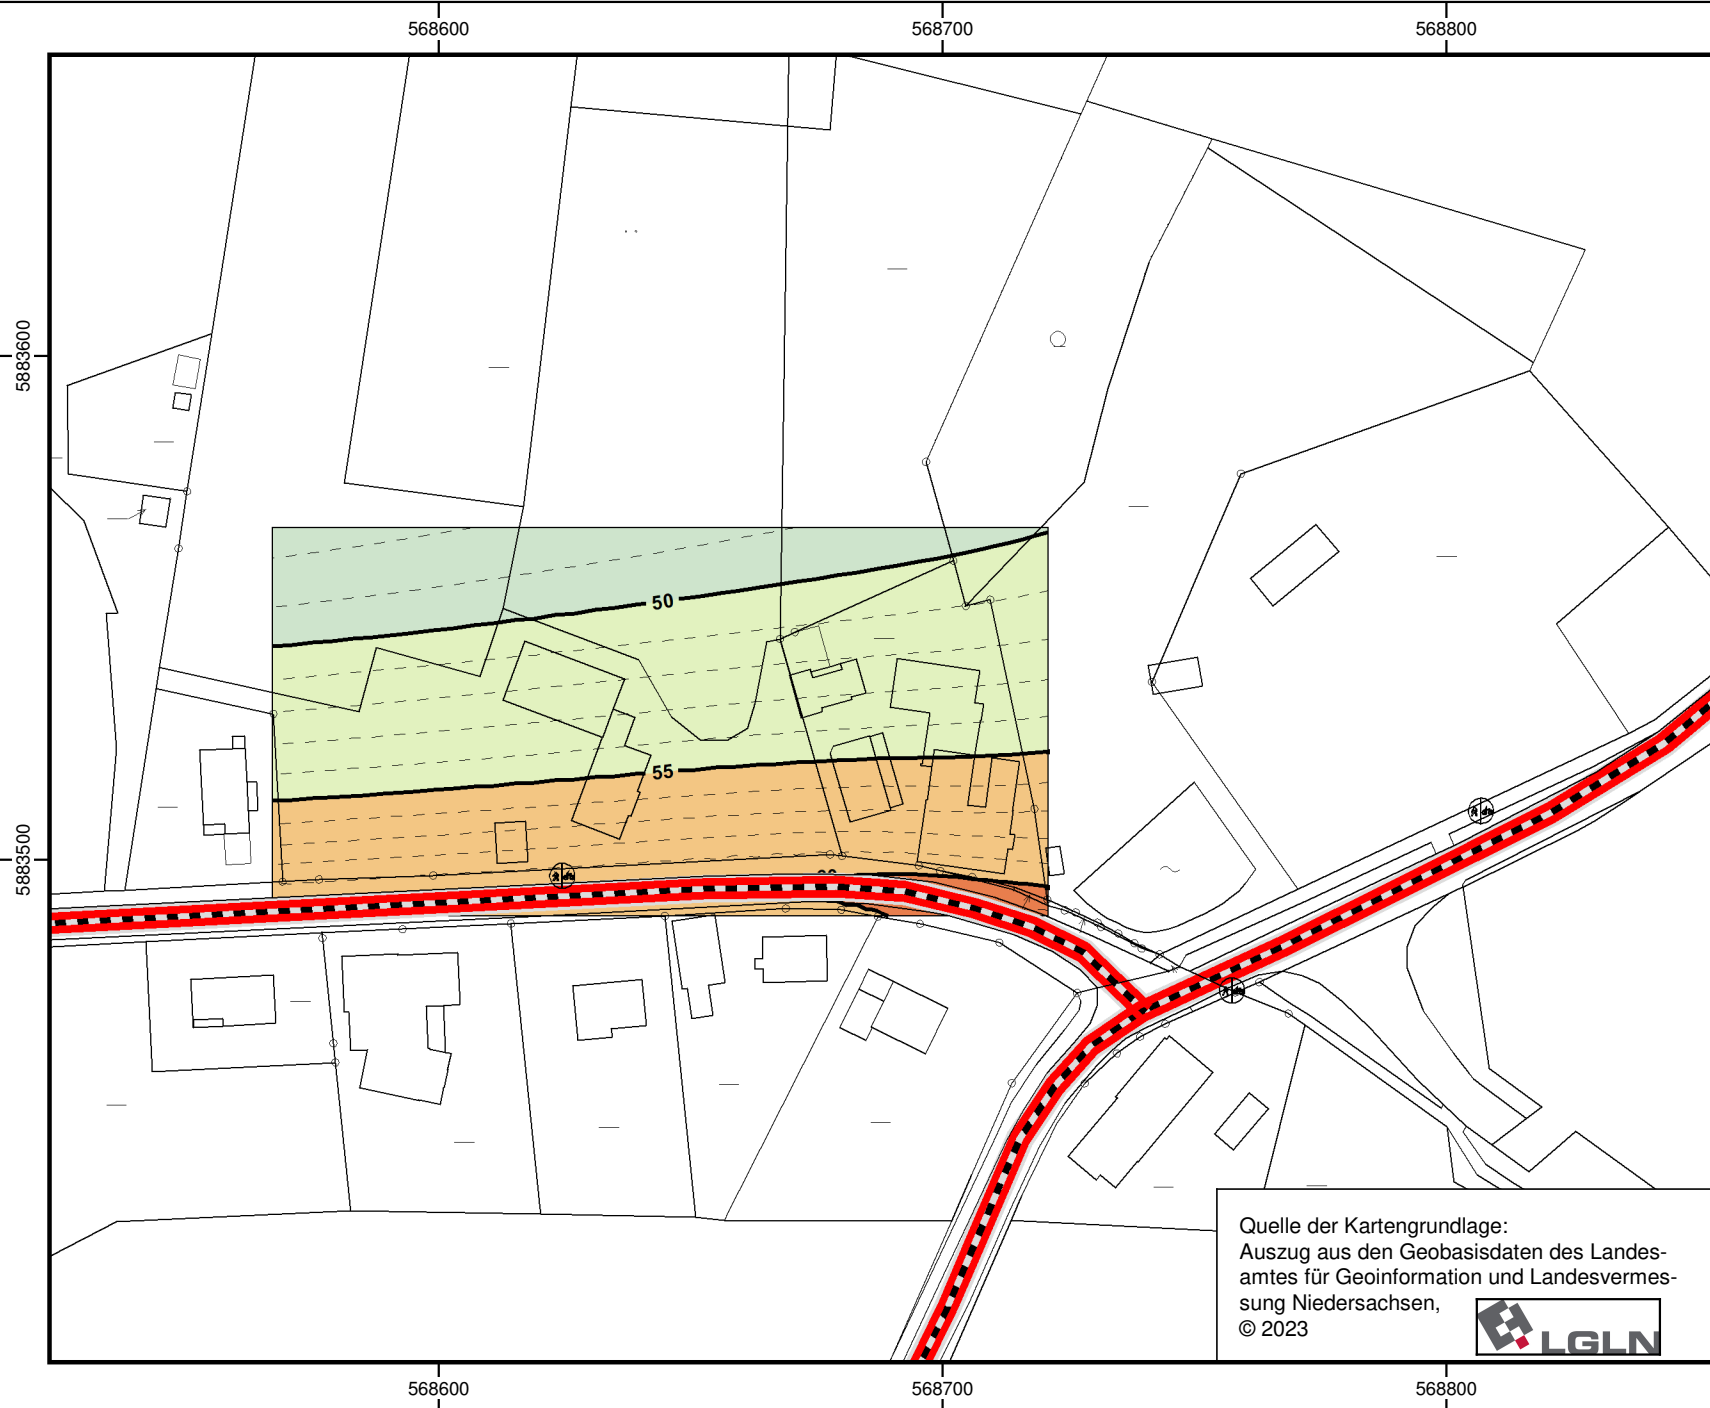 568600
568700
568800
5883600
50
55
5883500
Quelle der Kartengrundlage:
Auszug aus den Geobasisdaten des Landes-
amtes für Geoinformation und Landesvermes-
sung Niedersachsen,
© 2023
LGLN
568600
568700
568800